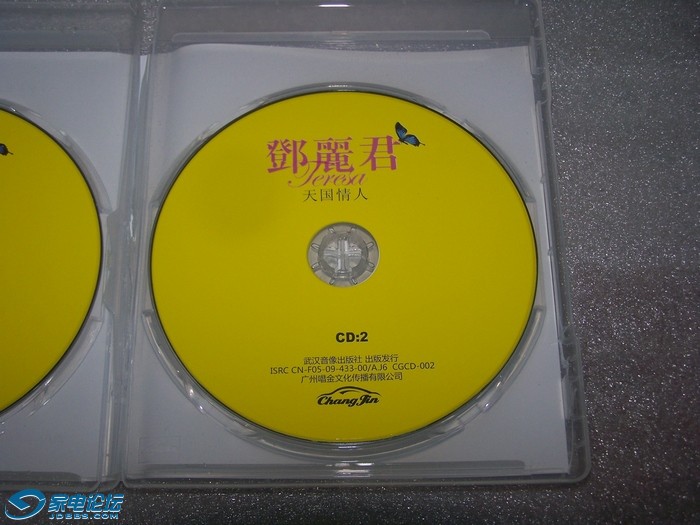 鄧麗君
Teresa
天国情人
CD:2
武汉音像出版社 出版发行
ISRC CN-F05-09-433-00/A.J6 CGCD-002
广州唱金文化传播有限公司
ChangJin
家电论坛
JDBBS.COM